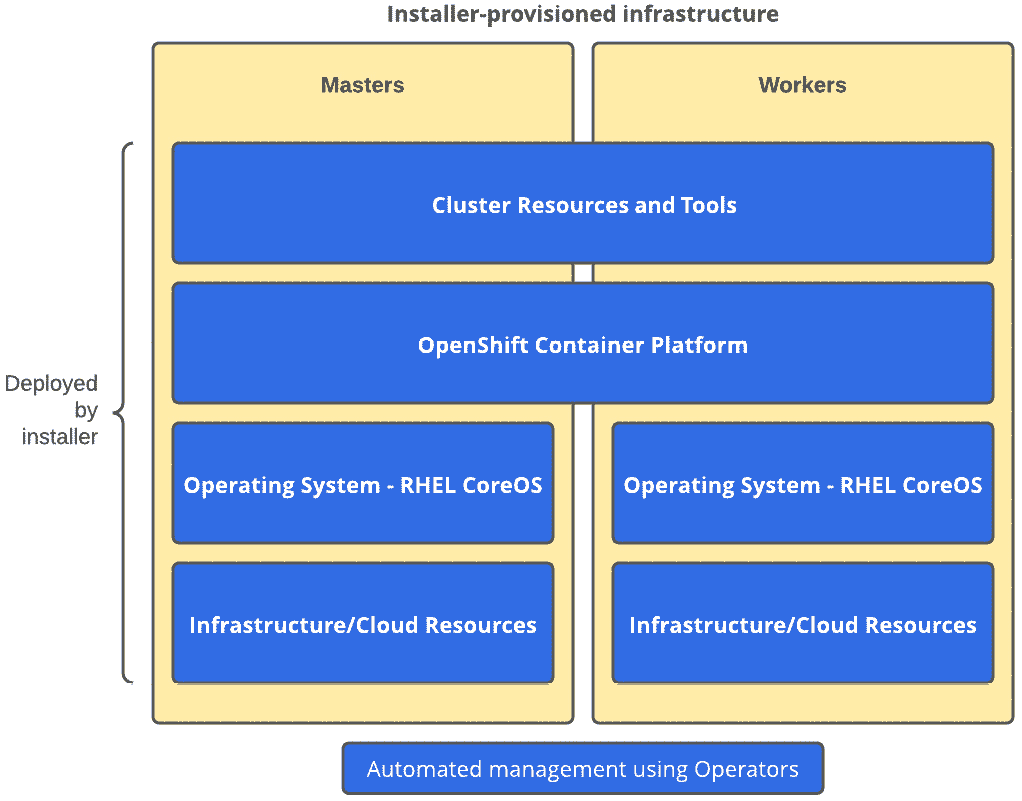 Installer-provisioned infrastructure
Masters
Workers
Cluster Resources and Tools
OpenShift Container Platform
Deployed
by
installer
Operating System - RHEL CoreOS
Operating System - RHEL CoreOS
Infrastructure/Cloud Resources
Infrastructure/Cloud Resources
Automated management using Operators